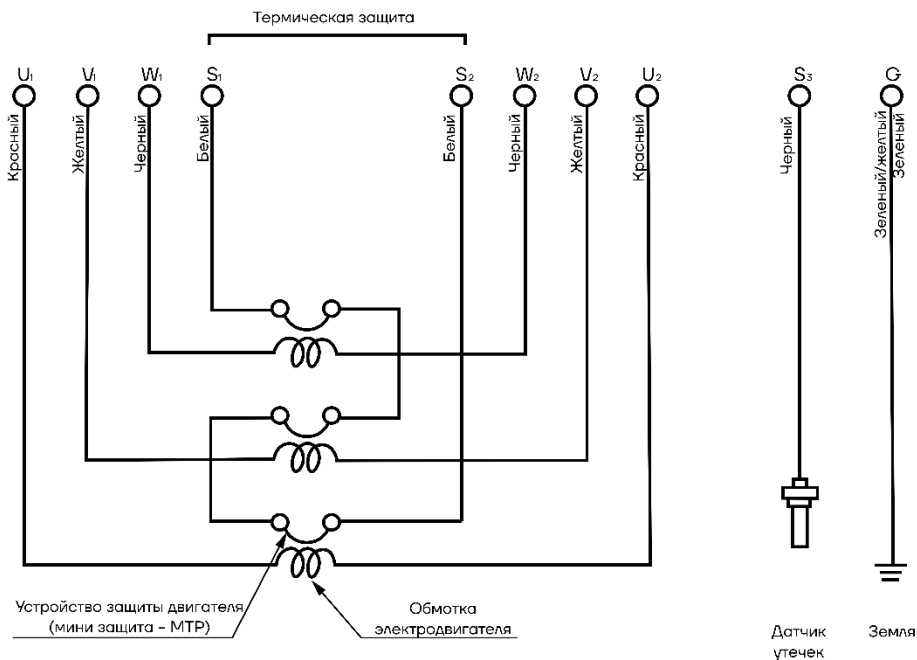 Термическая защита
U1 V1 W1 S1 S2 W2 V2 U2 S3 G
Красный
Желтый
Черный
Белый
Белый
Черный
Желтый
Красный
Черный
Зеленый/желтый
Зеленый
Устройство защиты двигателя
(мини защита - МТР)
Обмотка
электродвигателя
Датчик
утечек
Земля